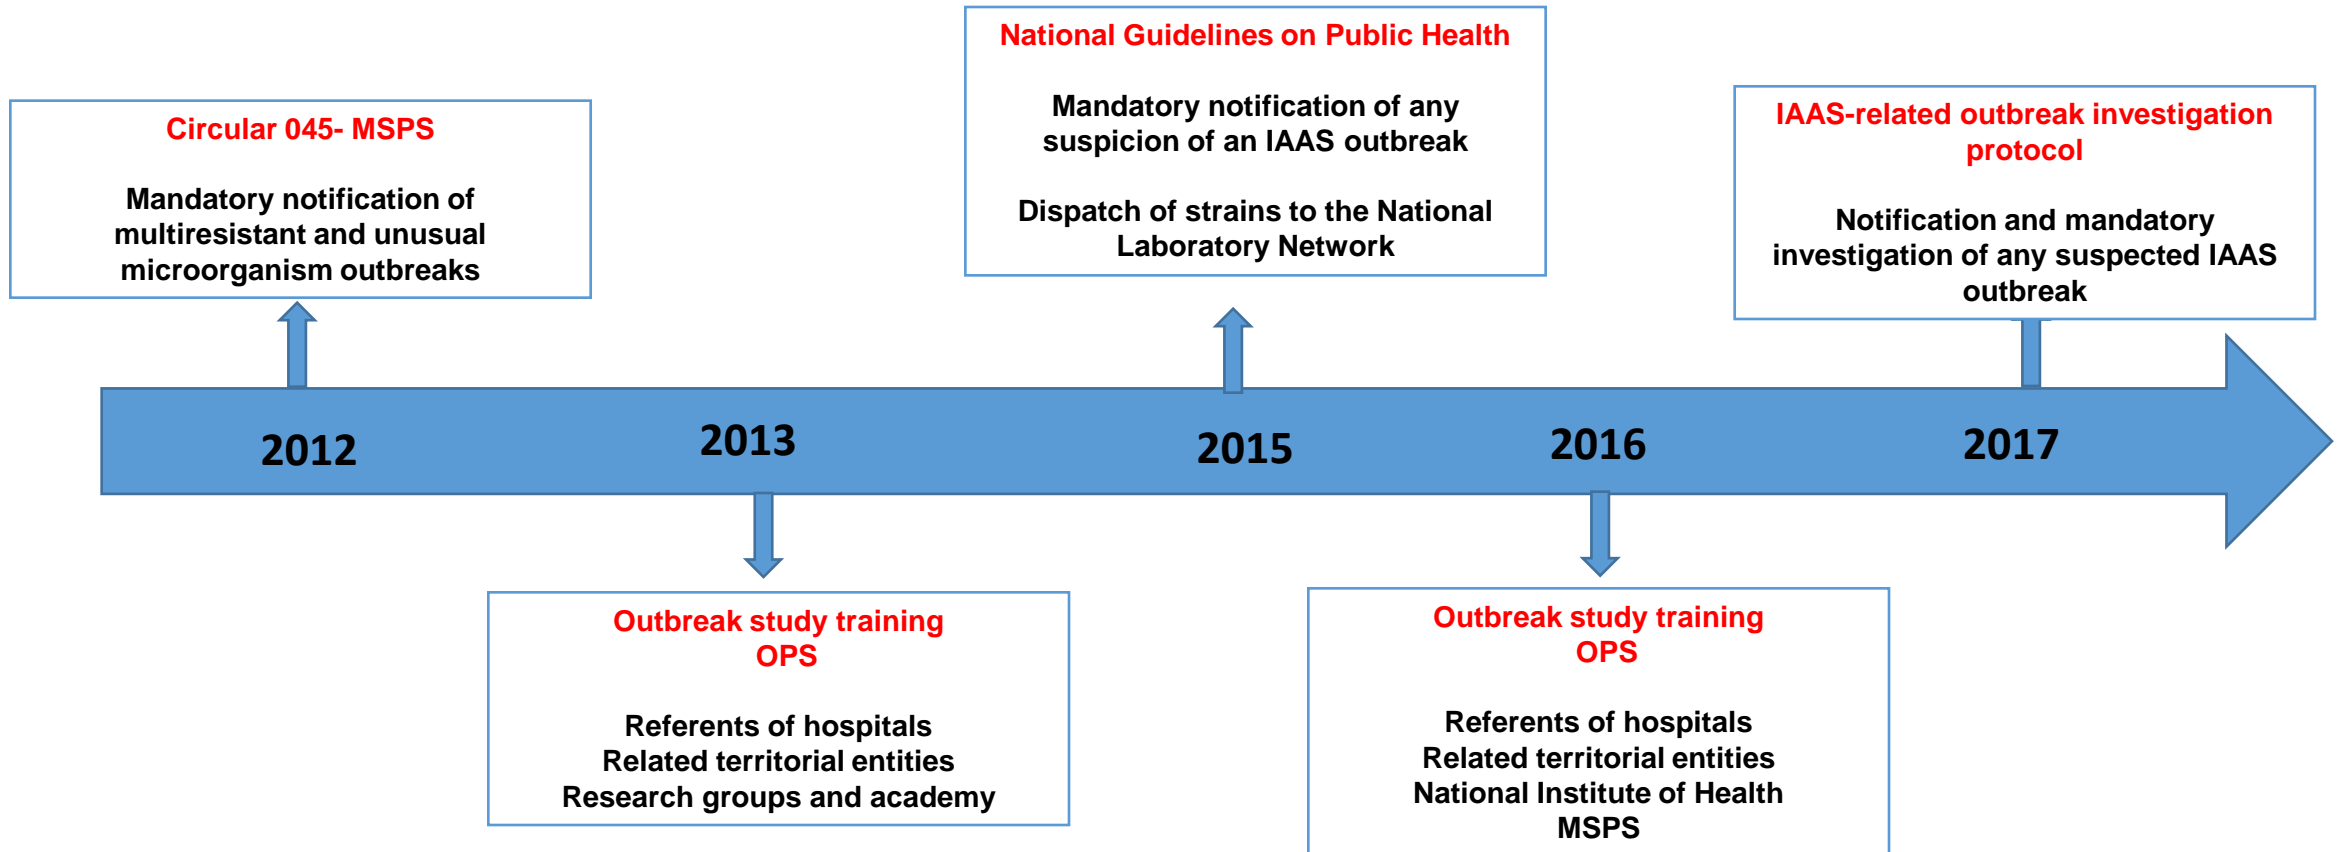 Circular 045- MSPS
Mandatory notification of
multiresistant and unusual
microorganism outbreaks
National Guidelines on Public Health
Mandatory notification of any
suspicion of an IAAS outbreak
Dispatch of strains to the National
Laboratory Network
IAAS-related outbreak investigation
protocol
Notification and mandatory
investigation of any suspected IAAS
outbreak
2012
2013
2015
2016
2017
Outbreak study training
OPS
Referents of hospitals
Related territorial entities
Research groups and academy
Outbreak study training
OPS
Referents of hospitals
Related territorial entities
National Institute of Health
MSPS